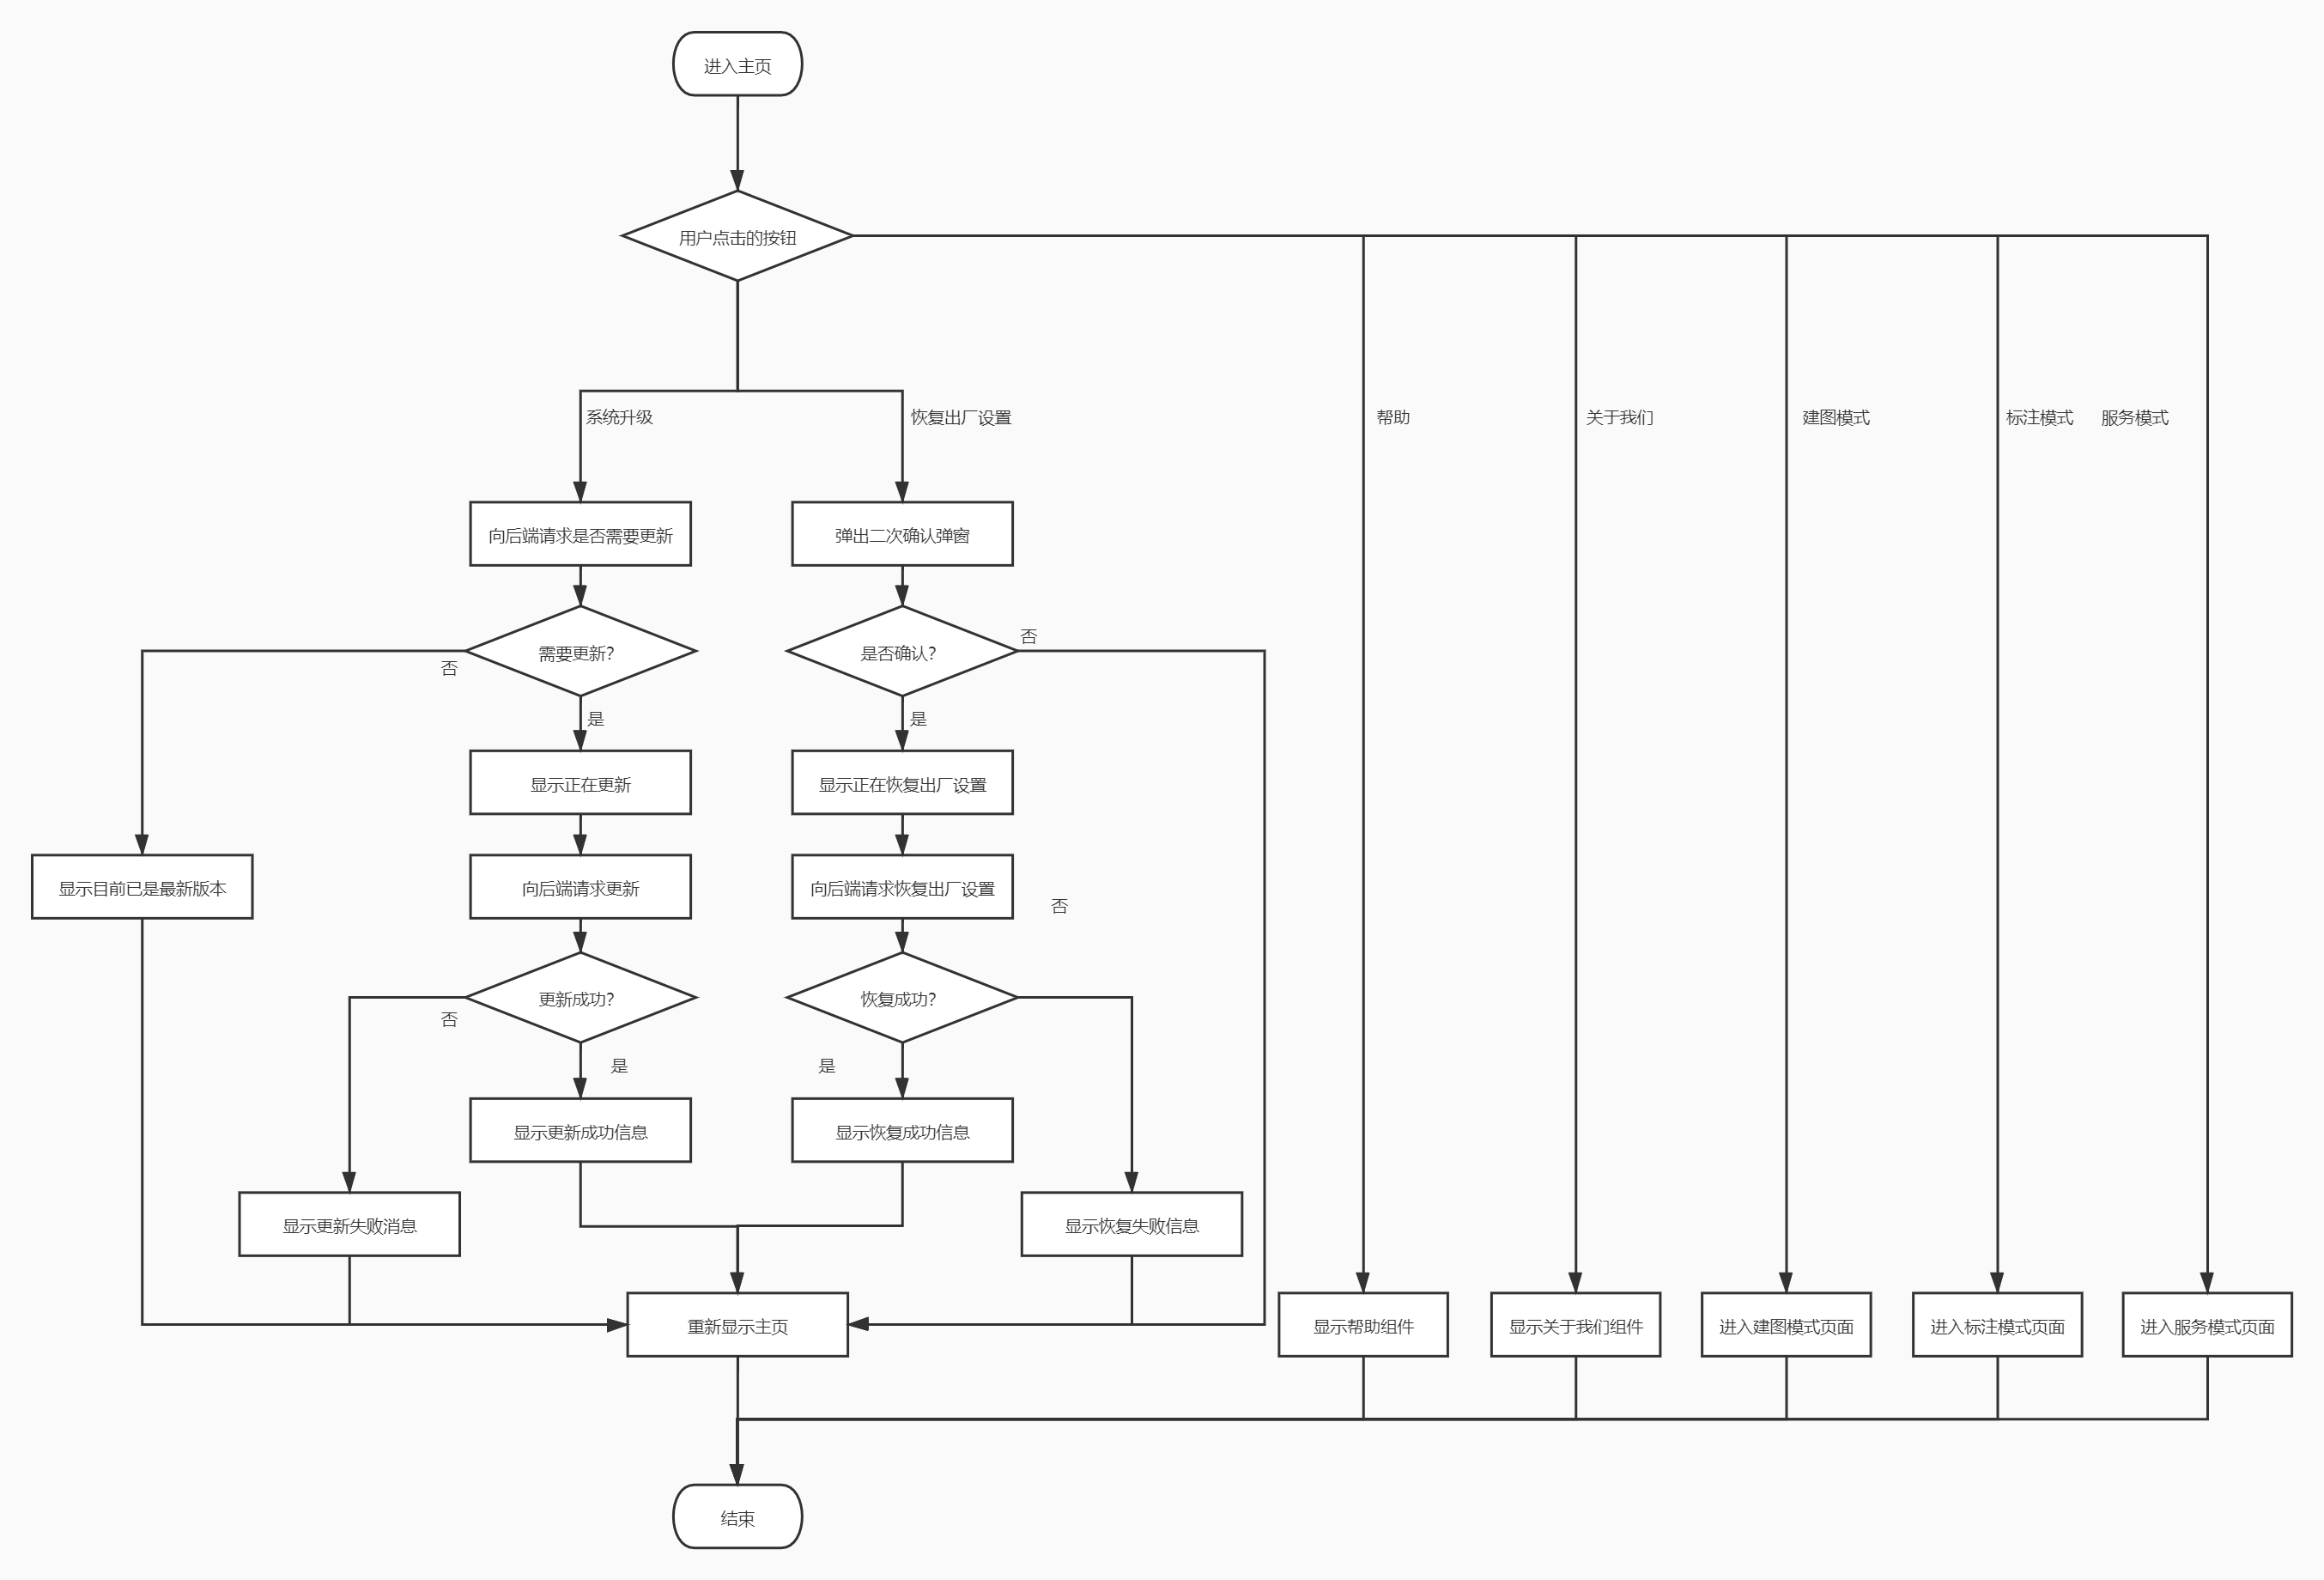 进入主页
用户点击的按钮
系统升级
恢复出厂设置
帮助
关于我们
建图模式
标注模式
服务模式
向后端请求是否需要更新
弹出二次确认弹窗
否
需要更新？
是否确认？
否
是
是
显示正在更新
显示正在恢复出厂设置
显示目前已是最新版本
向后端请求更新
向后端请求恢复出厂设置
否
更新成功？
恢复成功？
否
是
是
显示更新成功信息
显示恢复成功信息
显示更新失败消息
显示恢复失败信息
重新显示主页
显示帮助组件
显示关于我们组件
进入建图模式页面
进入标注模式页面
进入服务模式页面
结束